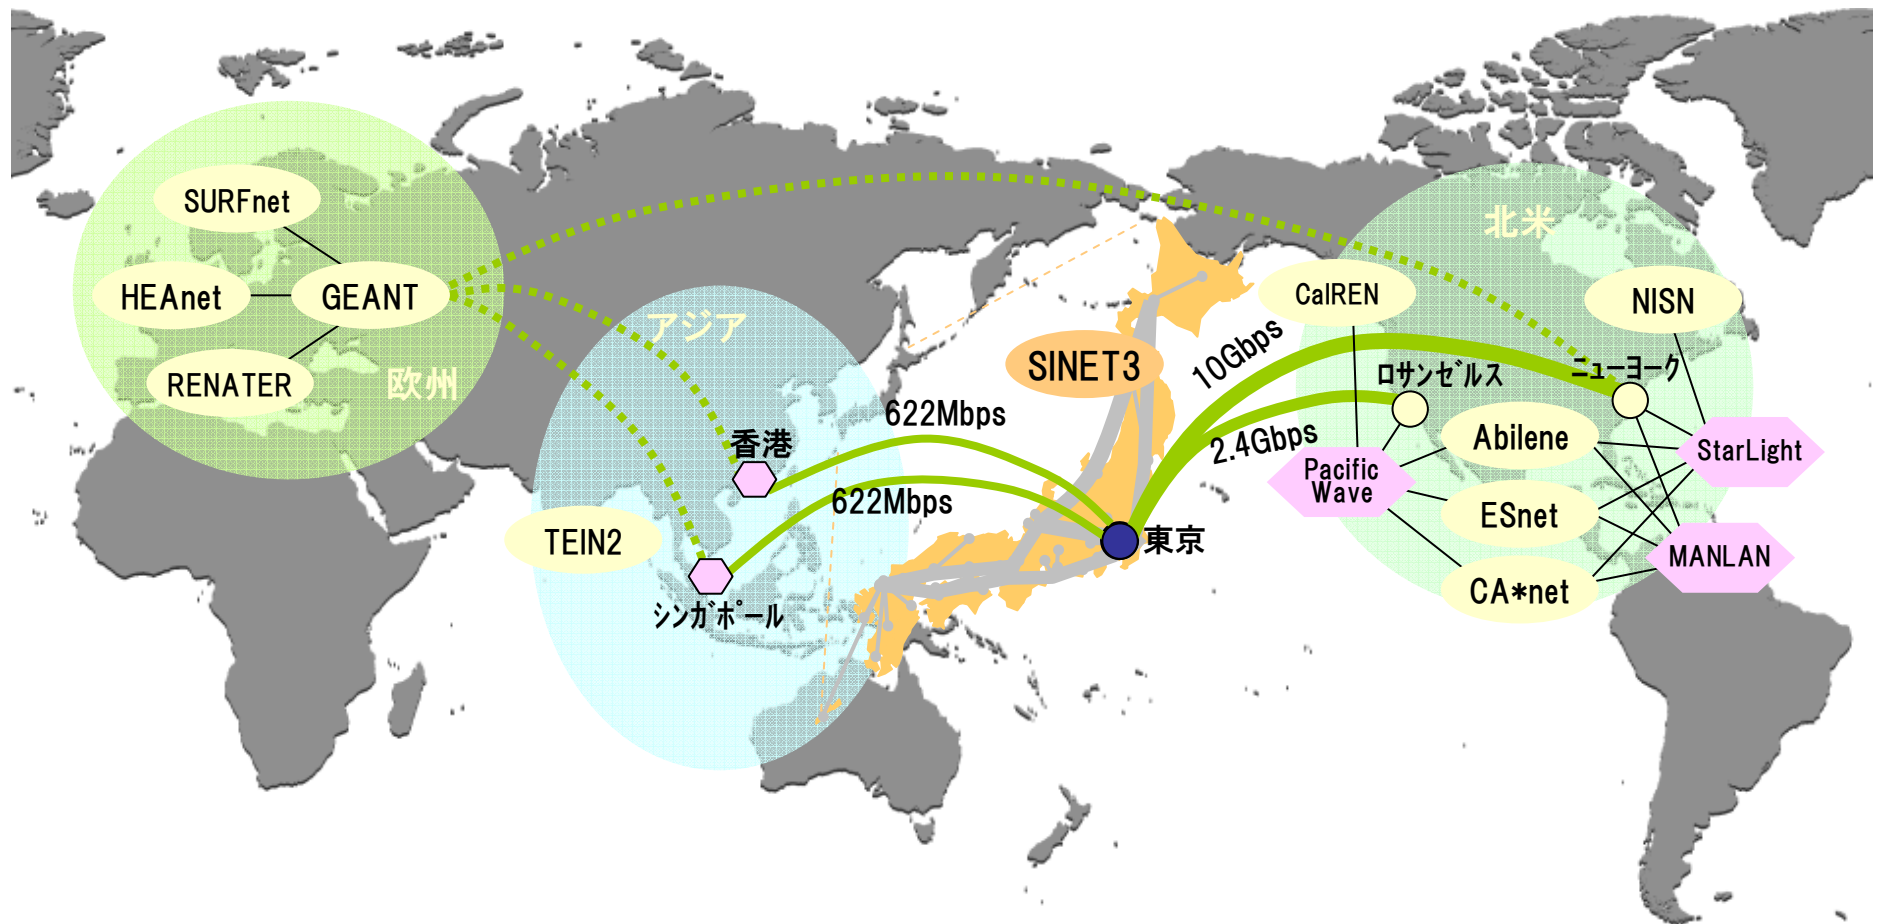 SURFnet
HEAnet
GEANT
RENATER
欧州
アジア
香港
TEIN2
シンガポール
622Mbps
622Mbps
SINET3
東京
10Gbps
2.4Gbps
北米
CalREN
NISN
ロサンゼルス
ニューヨーク
Abilene
StarLight
Pacific
Wave
ESnet
MANLAN
CA*net